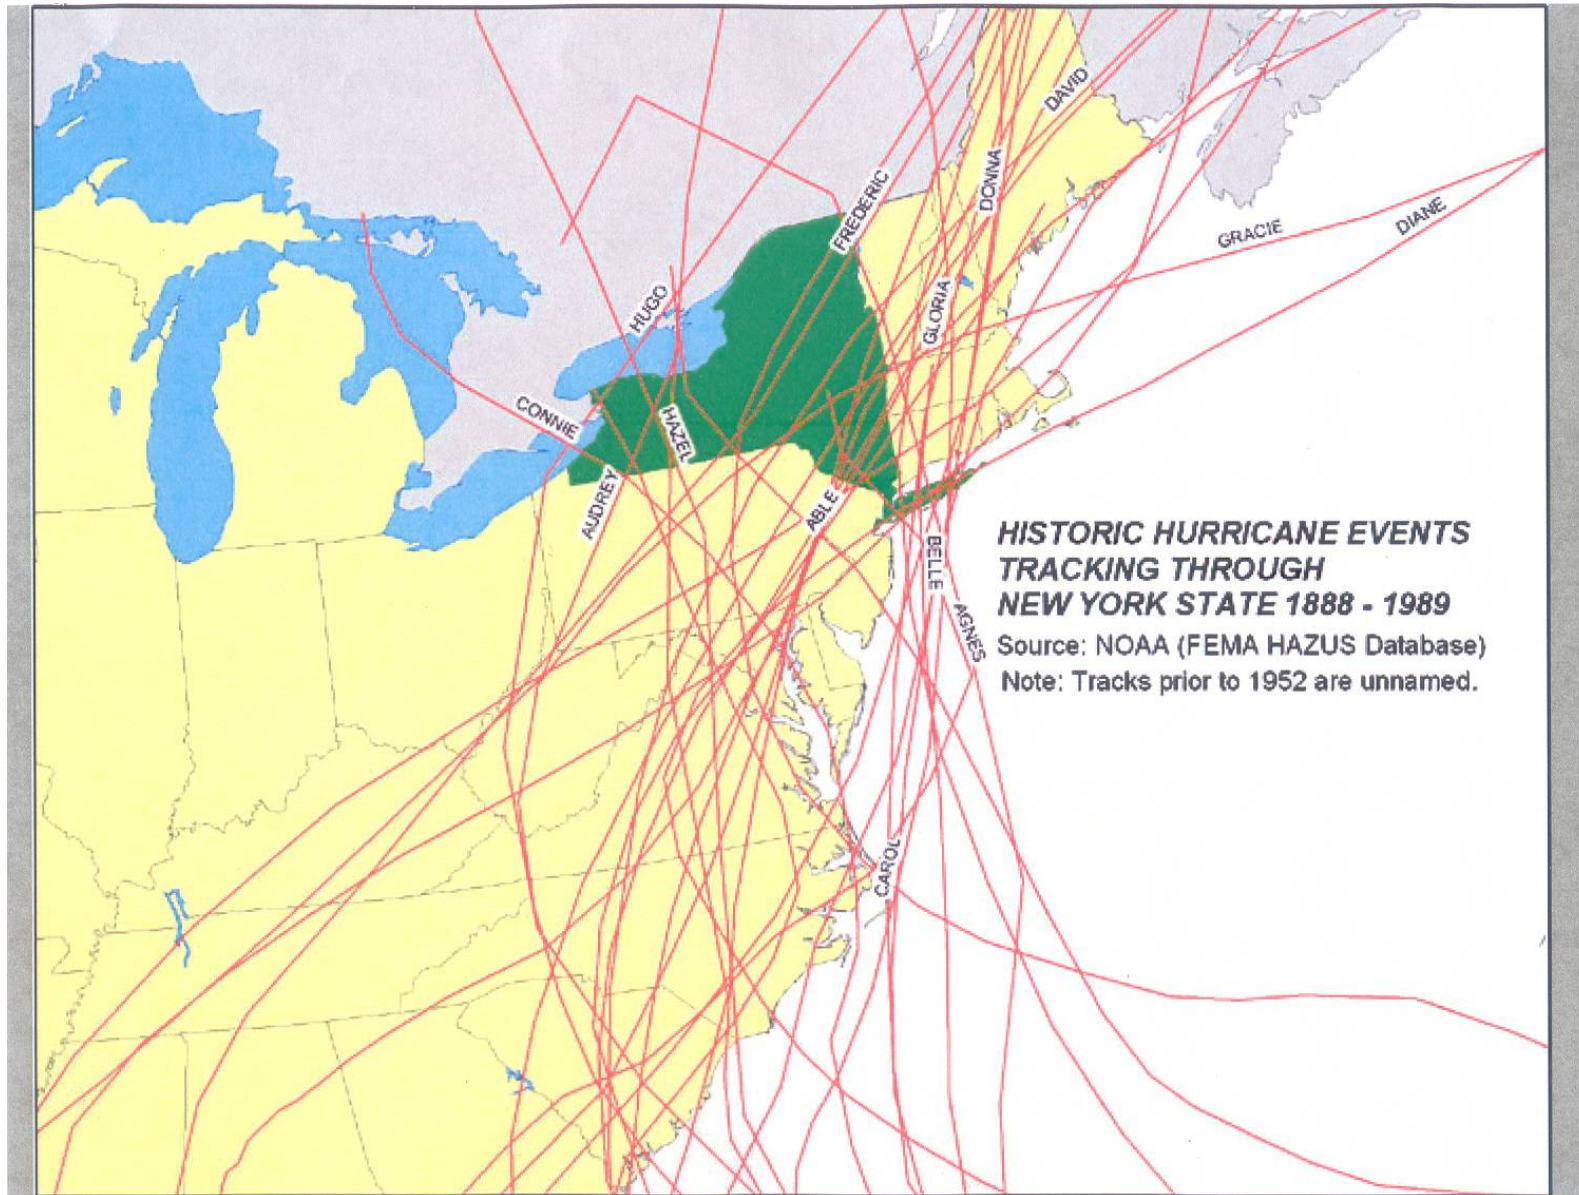 DAVID
DONNA
FREDERIC
GRACIE
DIANE
GLORIA
HUGO
CONNIE
HAZEL
AUDREY
ABLE
BELLE
AGNES
CAROL
HISTORIC HURRICANE EVENTS
TRACKING THROUGH
NEW YORK STATE 1888 - 1989
Source: NOAA (FEMA HAZUS Database)
Note: Tracks prior to 1952 are unnamed.